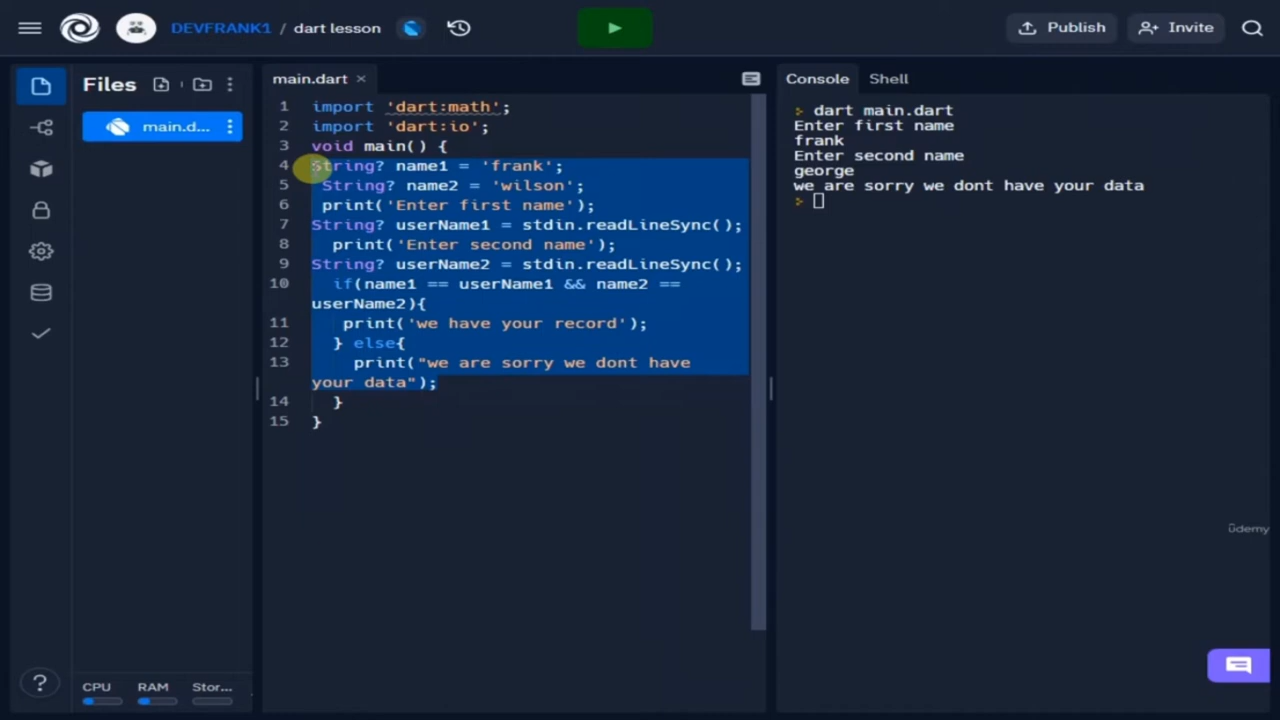 DEVFRANK1 / dart lesson
Publish
Invite
Files
main.d...
main.dart ×
1 import 'dart:math';
2 import 'dart:io';
3 void main() {
4 String? name1 = 'frank';
5 String? name2 = 'wilson';
6 print('Enter first name');
7 String? userName1 = stdin.readLineSync();
8 print('Enter second name');
9 String? userName2 = stdin.readLineSync();
10 if(name1 == userName1 && name2 ==
userName2){
11 print('we have your record');
12 } else{
13 print("we are sorry we dont have
your data");
14 }
15 }
Console
Shell
> dart main.dart
Enter first name
frank
Enter second name
george
we are sorry we dont have your data
>
ûdemy
?
CPU
RAM
Stor...